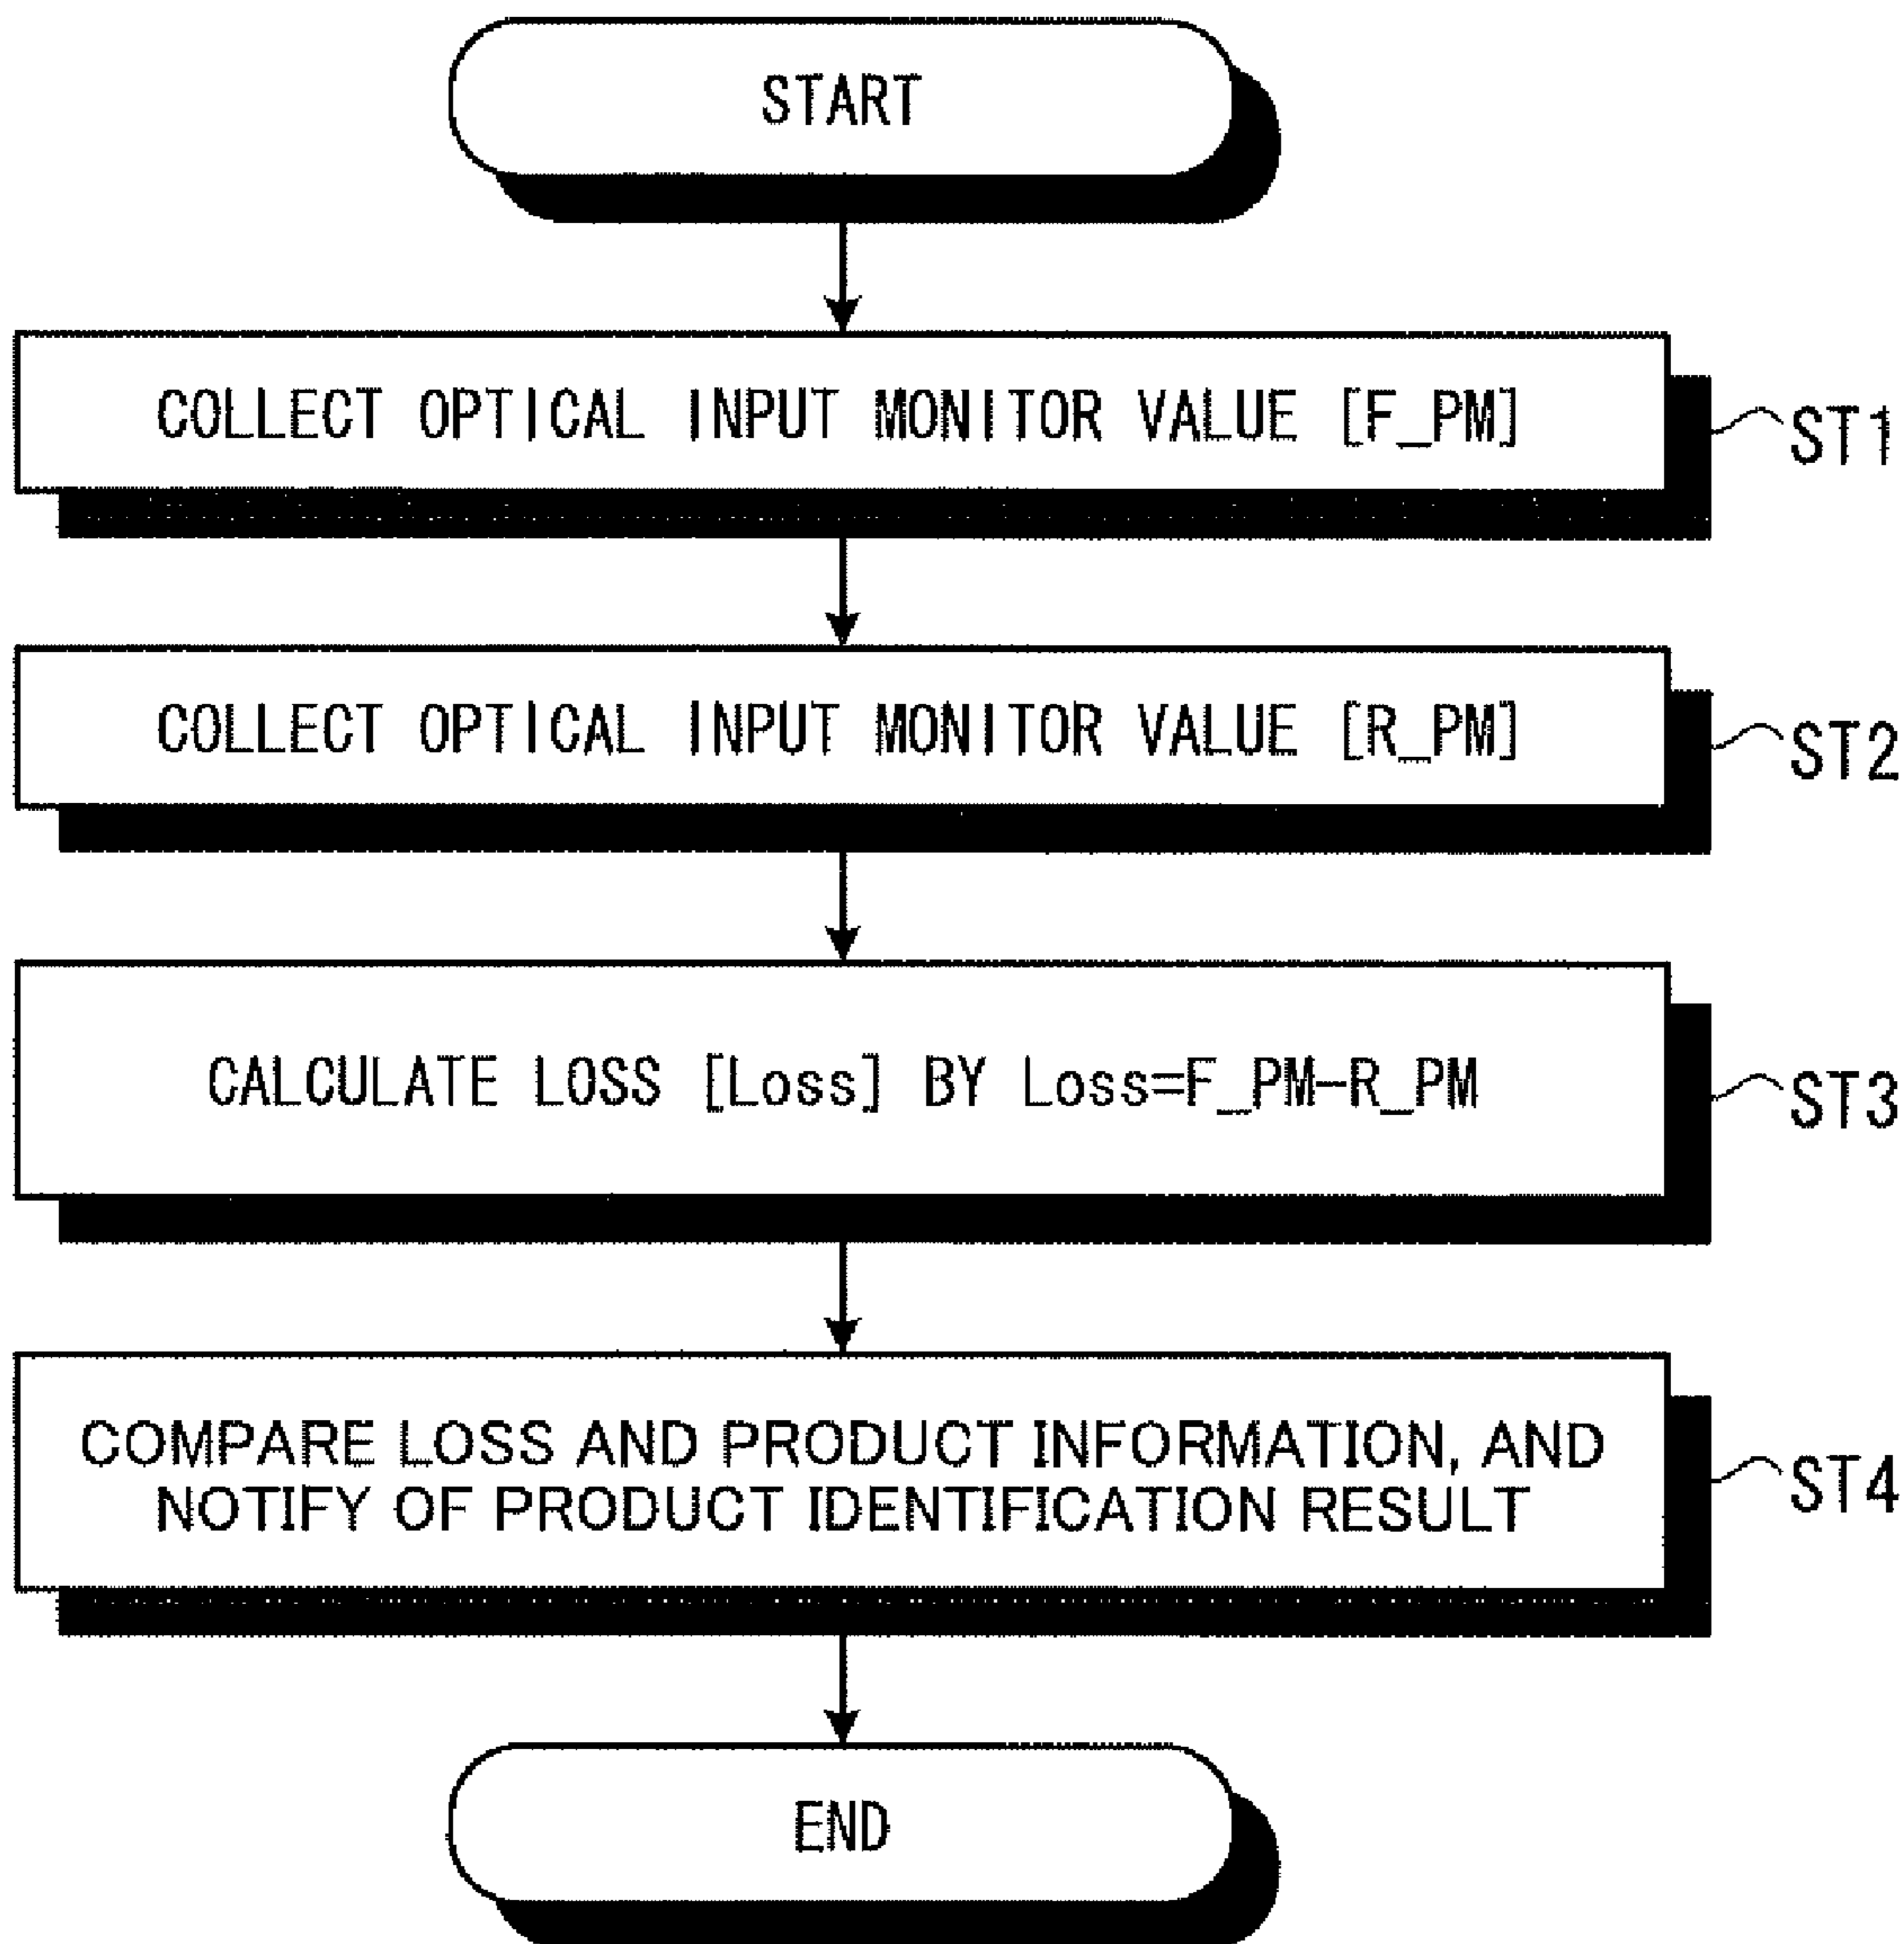 START
COLLECT OPTICAL INPUT MONITOR VALUE [F_PM]
ST1
COLLECT OPTICAL INPUT MONITOR VALUE [R_PM]
ST2
CALCULATE LOSS [Loss] BY Loss=F_PM-R_PM
ST3
COMPARE LOSS AND PRODUCT INFORMATION, AND
NOTIFY OF PRODUCT IDENTIFICATION RESULT
ST4
END